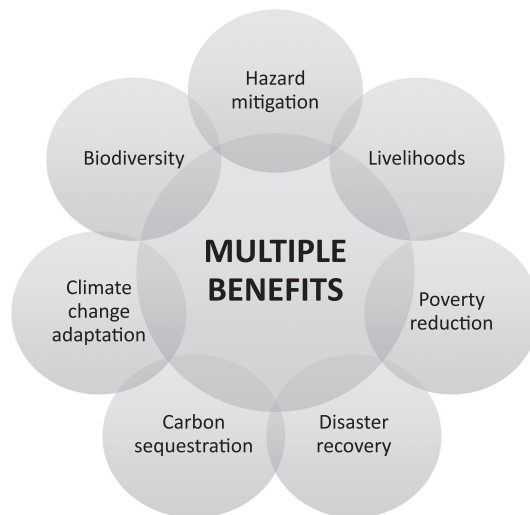 Hazard
mitigation
Biodiversity
Livelihoods
MULTIPLE
BENEFITS
Climate
change
adaptation
Poverty
reduction
Carbon
sequestration
Disaster
recovery